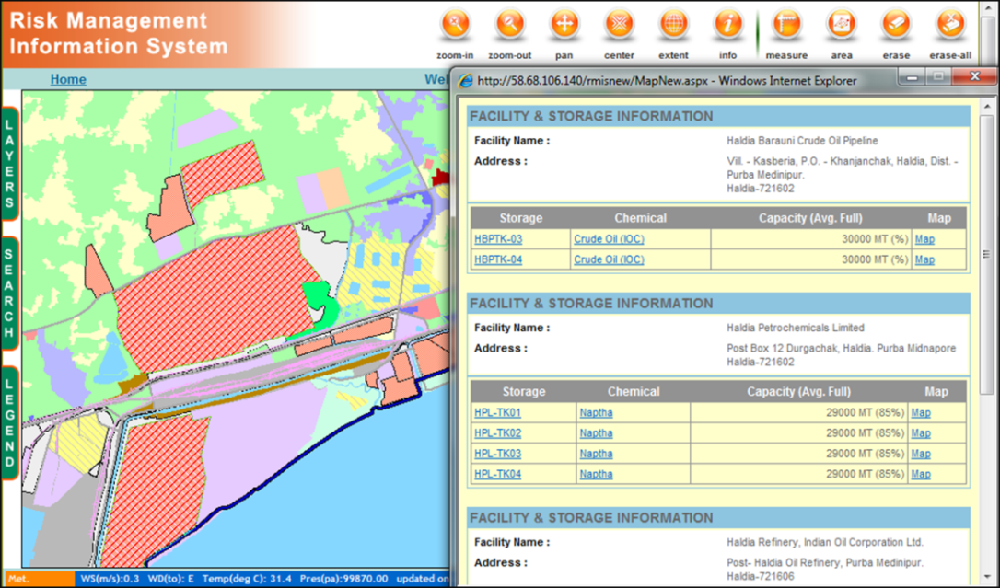 Risk Management
Information System
zoom-in zoom-out pan center extent info measure area erase erase-all
Home
Wel
http://58.68.106.140/rmisnew/MapNew.aspx - Windows Internet Explorer
LAYERS
SEARCH
LEGEND
FACILITY & STORAGE INFORMATION
Facility Name : Haldia Barauni Crude Oil Pipeline
Address : Vill. - Kasberia, P.O. - Khanjanchak, Haldia, Dist. -
Purba Medinipur.
Haldia-721602
Storage Chemical Capacity (Avg. Full) Map
HBPTK-03 Crude Oil (IOC) 30000 MT (%) Map
HBPTK-04 Crude Oil (IOC) 30000 MT (%) Map
FACILITY & STORAGE INFORMATION
Facility Name : Haldia Petrochemicals Limited
Address : Post Box 12 Durgachak, Haldia. Purba Midnapore
Haldia-721602
Storage Chemical Capacity (Avg. Full) Map
HPL-TK01 Naptha 29000 MT (85%) Map
HPL-TK02 Naptha 29000 MT (85%) Map
HPL-TK03 Naptha 29000 MT (85%) Map
HPL-TK04 Naptha 29000 MT (85%) Map
FACILITY & STORAGE INFORMATION
Facility Name : Haldia Refinery, Indian Oil Corporation Ltd.
Address : Post- Haldia Oil Refinery, Purba Medinipur.
Haldia-721606
Met. WS(m/s):0.3 WD(to): E Temp(deg C): 31.4 Pres(pa):99870.00 updated on